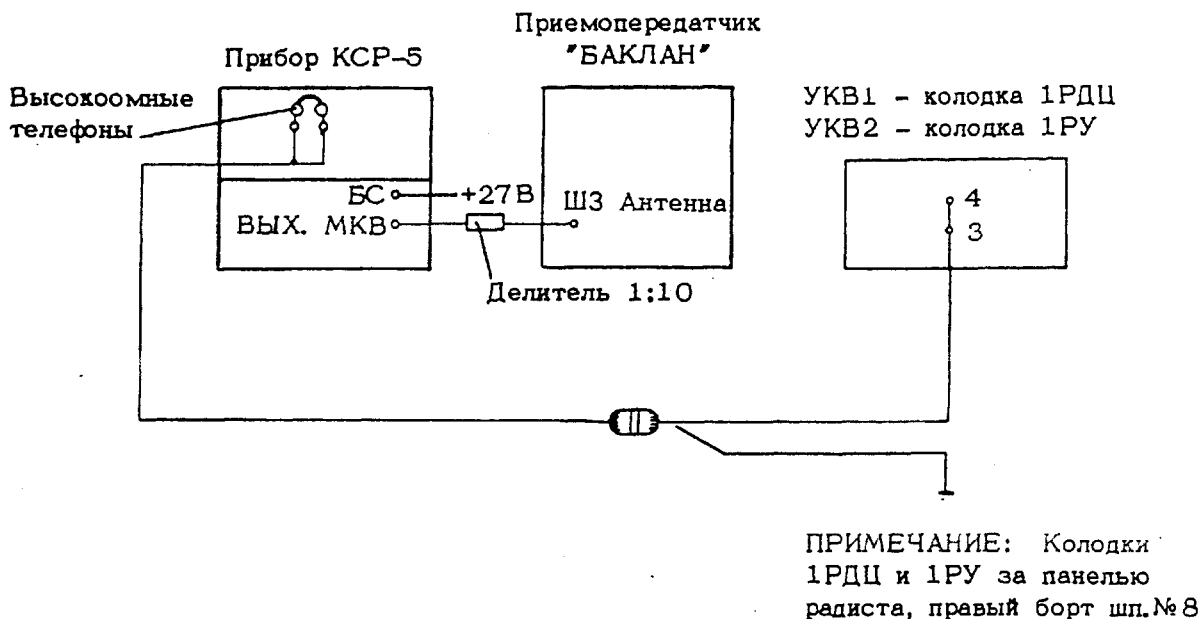 Приемопередатчик
"БАКЛАН"
Прибор КСР-5
Высокоомные
телефоны
УКВ1 - колодка 1РДЦ
УКВ2 - колодка 1РУ
БС
+27В
ВЫХ. МКВ
Ш3 Антенна
4
3
Делитель 1:10
ПРИМЕЧАНИЕ: Колодки
1РДЦ и 1РУ за панелью
радиста, правый борт шп.№8